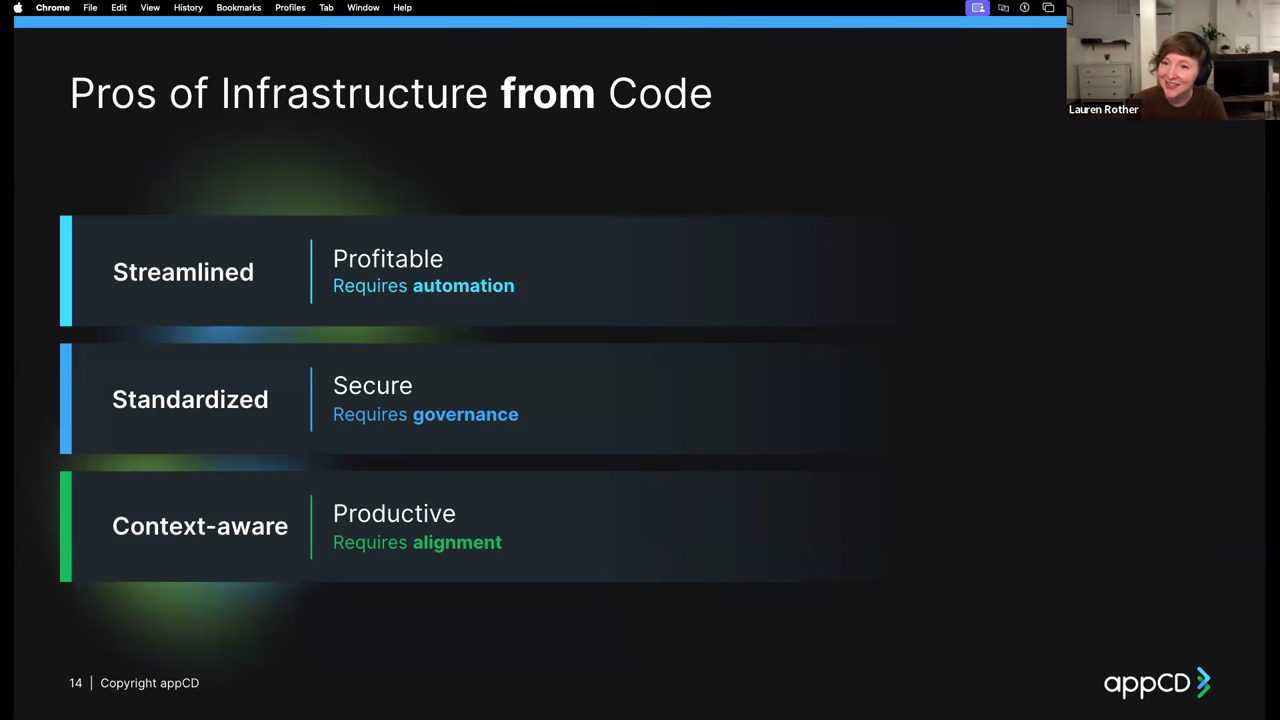 Chrome File Edit View History Bookmarks Profiles Tab Window Help
Lauren Rother
Pros of Infrastructure from Code
Streamlined
Profitable
Requires automation
Standardized
Secure
Requires governance
Context-aware
Productive
Requires alignment
14 | Copyright appCD
appCD